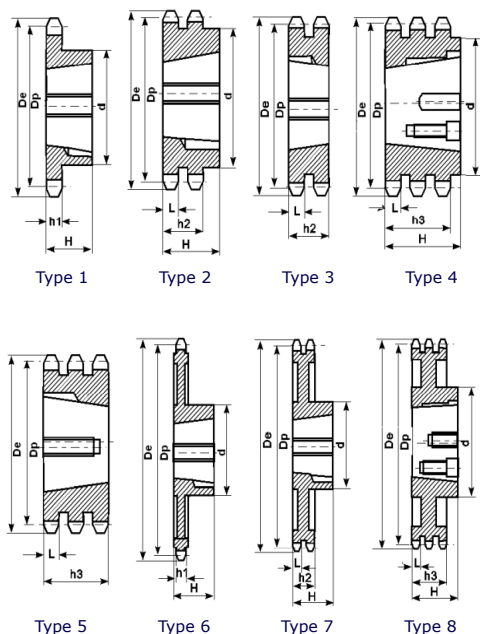 De Dp d h1 H
De Dp d L h2 H
De Dp d L h2
De Dp d L h3 H
Type 1 Type 2 Type 3 Type 4
De Dp L h3
De Dp d h1 H
De Dp d L h2 H
De Dp d L h3 H
Type 5 Type 6 Type 7 Type 8